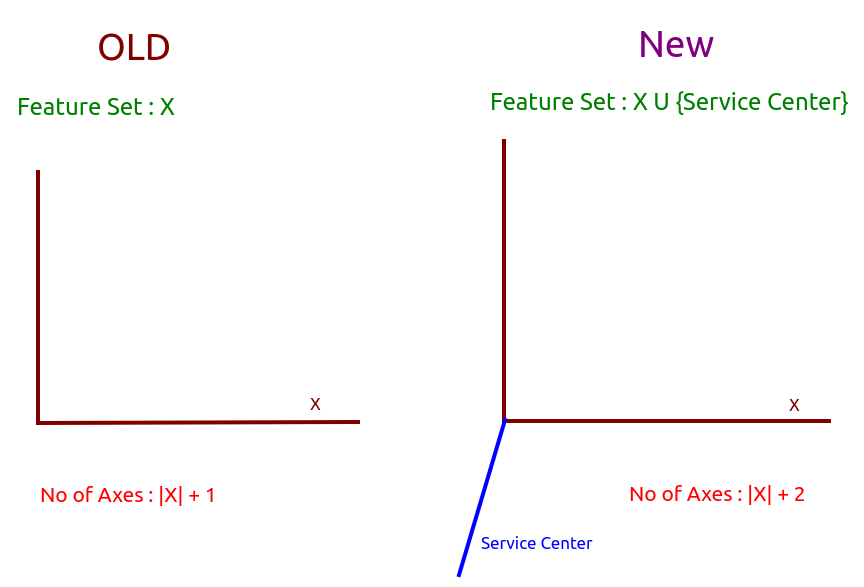 OLD
Feature Set : X
X
No of Axes : |X| + 1
New
Feature Set : X U {Service Center}
X
No of Axes : |X| + 2
Service Center